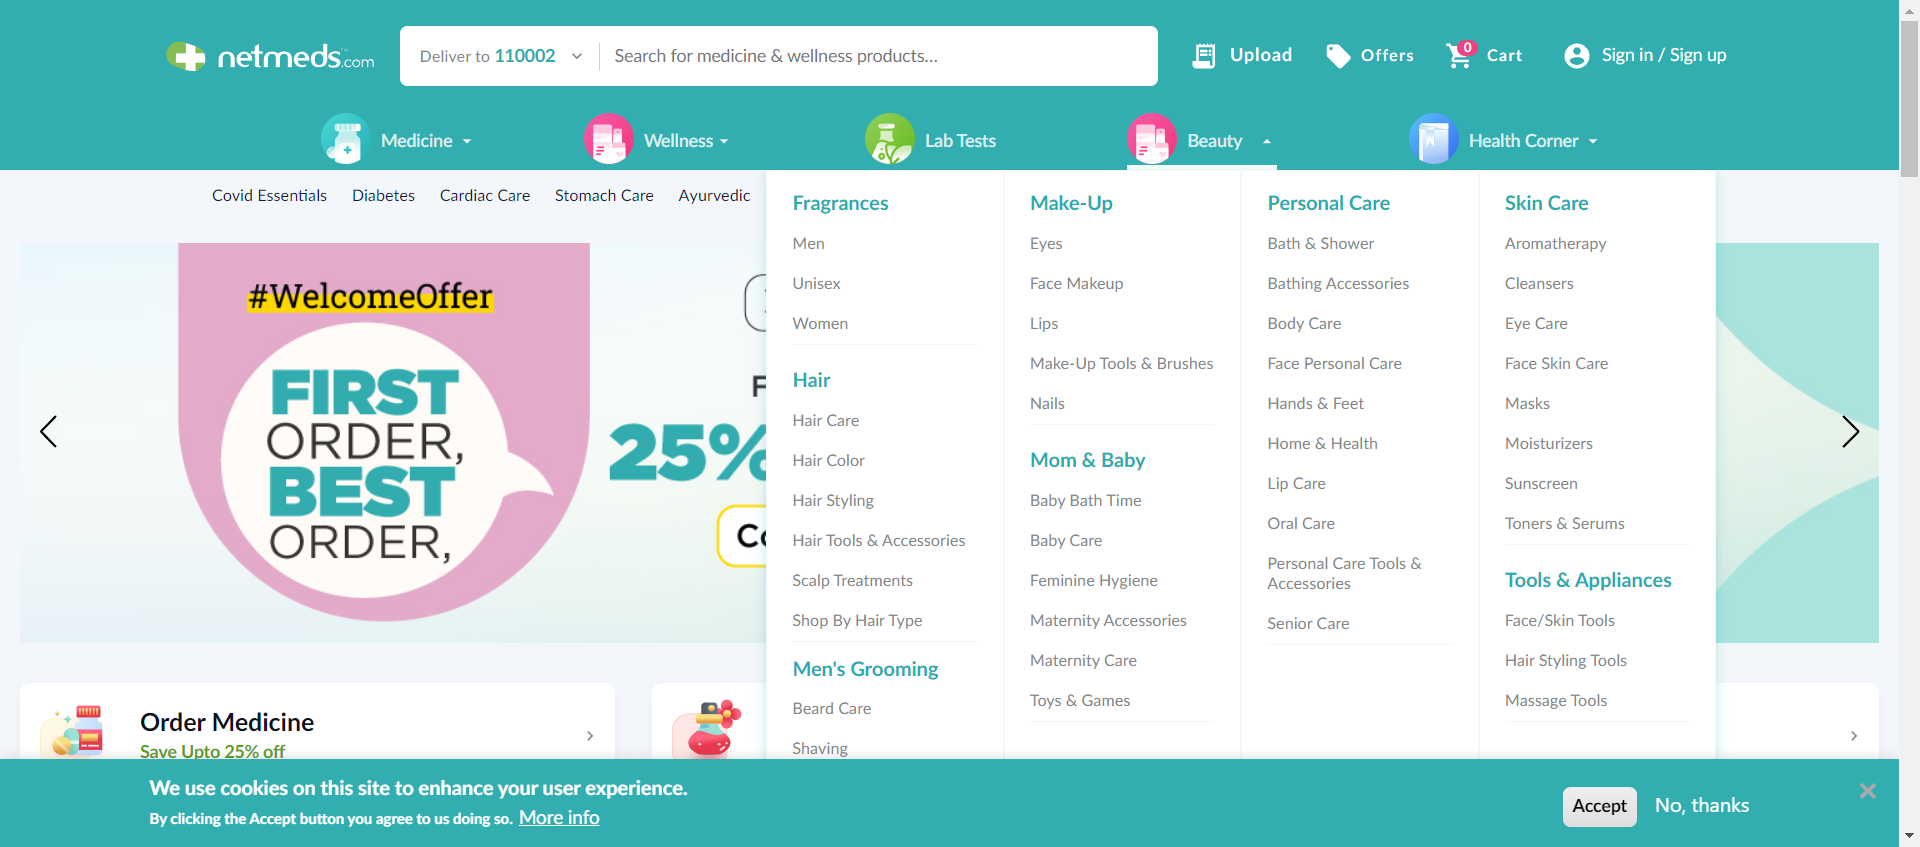 netmeds.com
Deliver to 110002
Search for medicine & wellness products...
Upload
Offers
0
Cart
Sign in / Sign up
Medicine
Wellness
Lab Tests
Beauty
Health Corner
Covid Essentials
Diabetes
Cardiac Care
Stomach Care
Ayurvedic
#WelcomeOffer
FIRST
ORDER,
BEST
ORDER,
F
25%
Co
Fragrances
Men
Unisex
Women
Hair
Hair Care
Hair Color
Hair Styling
Hair Tools & Accessories
Scalp Treatments
Shop By Hair Type
Men's Grooming
Beard Care
Shaving
Make-Up
Eyes
Face Makeup
Lips
Make-Up Tools & Brushes
Nails
Mom & Baby
Baby Bath Time
Baby Care
Feminine Hygiene
Maternity Accessories
Maternity Care
Toys & Games
Personal Care
Bath & Shower
Bathing Accessories
Body Care
Face Personal Care
Hands & Feet
Home & Health
Lip Care
Oral Care
Personal Care Tools &
Accessories
Senior Care
Skin Care
Aromatherapy
Cleansers
Eye Care
Face Skin Care
Masks
Moisturizers
Sunscreen
Toners & Serums
Tools & Appliances
Face/Skin Tools
Hair Styling Tools
Massage Tools
Order Medicine
Save Upto 25% off
We use cookies on this site to enhance your user experience.
By clicking the Accept button you agree to us doing so. More info
Accept
No, thanks